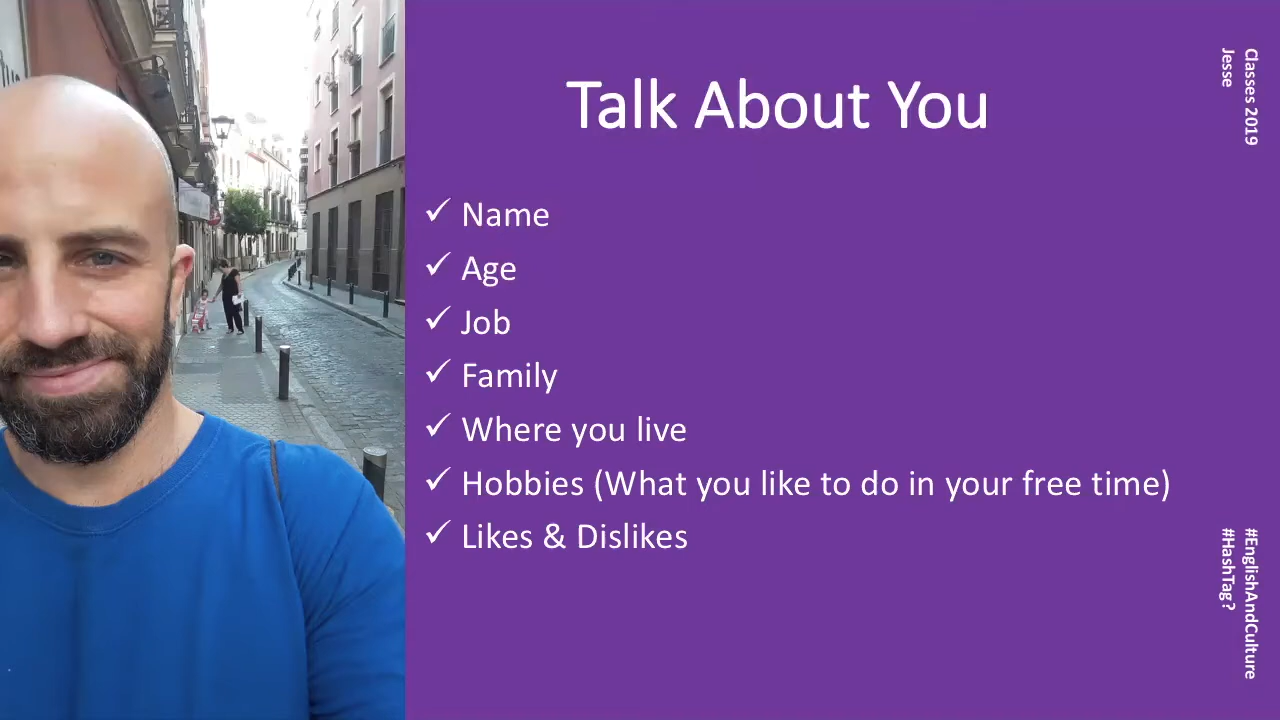 Talk About You
✓ Name
✓ Age
✓ Job
✓ Family
✓ Where you live
✓ Hobbies (What you like to do in your free time)
✓ Likes & Dislikes
Classes 2019
Jesse
#EnglishAndCulture
#HashTag?